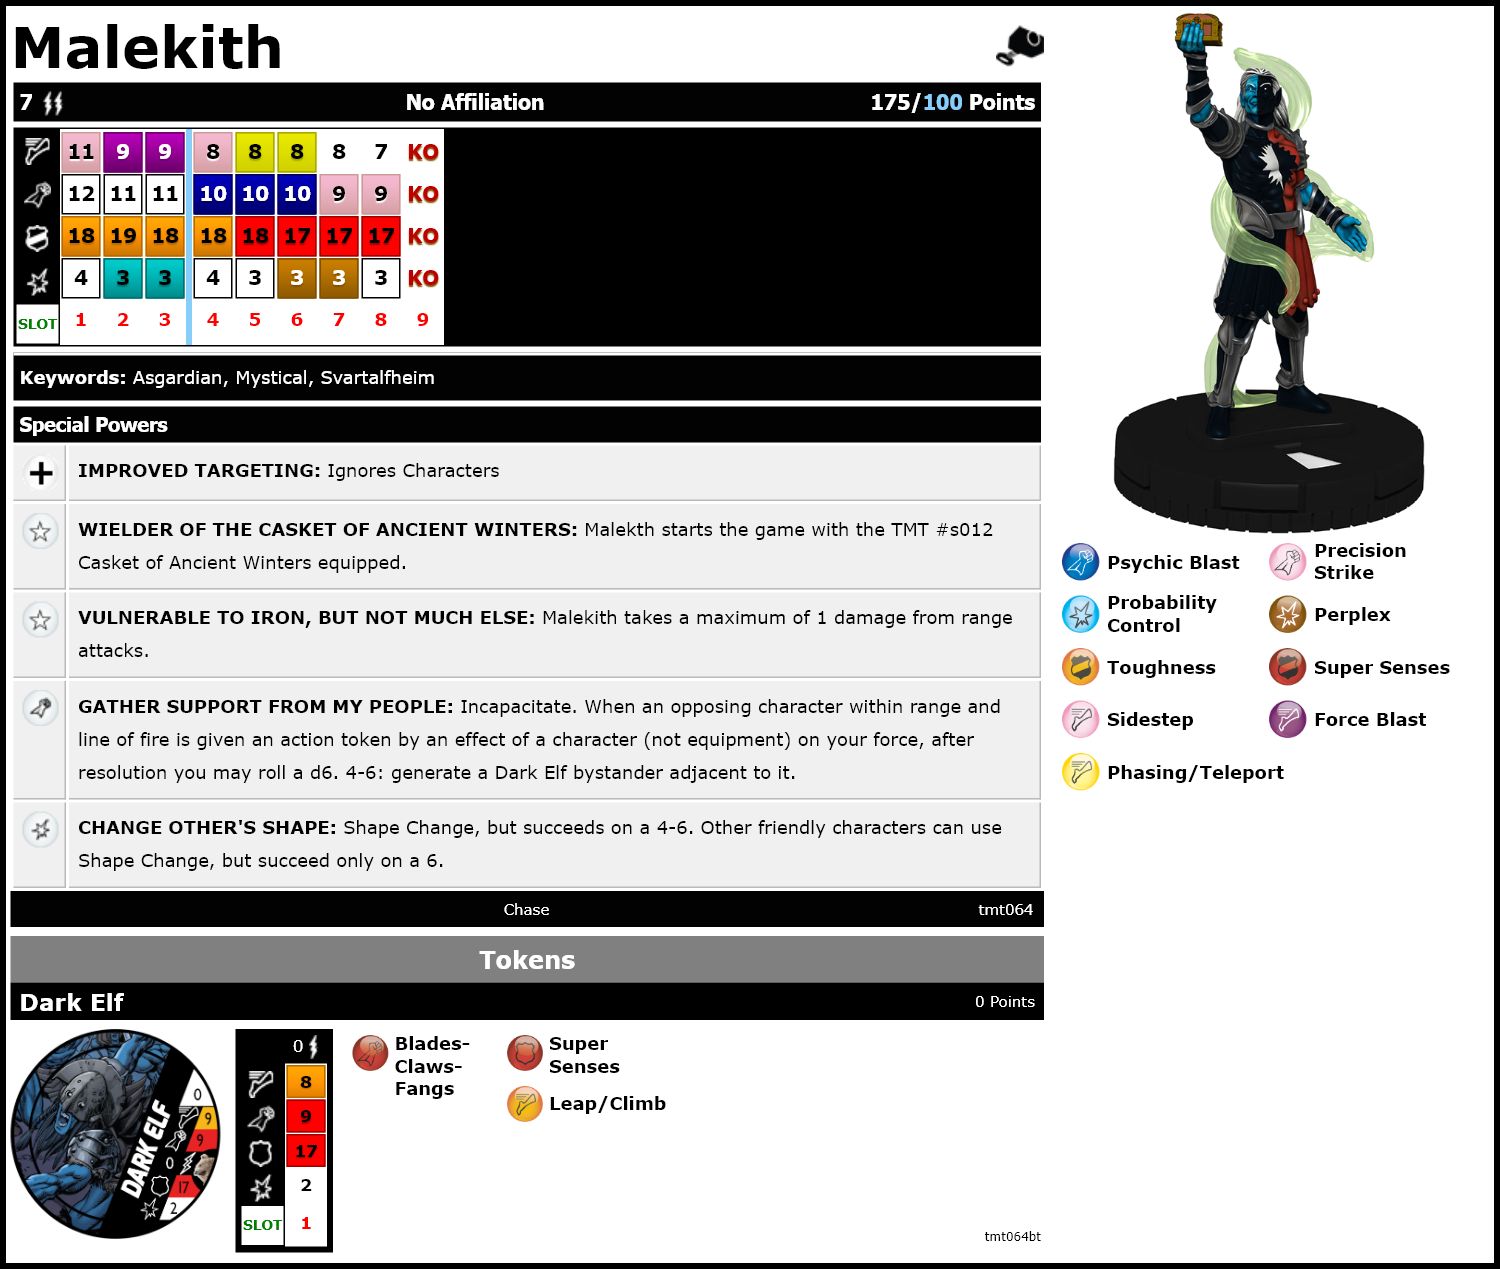 Malekith
7 No Affiliation 175/100 Points
11 9 9 8 8 8 8 7 KO
12 11 11 10 10 10 9 9 KO
18 19 18 18 18 17 17 17 KO
4 3 3 4 3 3 3 3 KO
SLOT 1 2 3 4 5 6 7 8 9
Keywords: Asgardian, Mystical, Svartalfheim
Special Powers
IMPROVED TARGETING: Ignores Characters
WIELDER OF THE CASKET OF ANCIENT WINTERS: Malekth starts the game with the TMT #s012
Casket of Ancient Winters equipped.
VULNERABLE TO IRON, BUT NOT MUCH ELSE: Malekith takes a maximum of 1 damage from range
attacks.
GATHER SUPPORT FROM MY PEOPLE: Incapacitate. When an opposing character within range and
line of fire is given an action token by an effect of a character (not equipment) on your force, after
resolution you may roll a d6. 4-6: generate a Dark Elf bystander adjacent to it.
CHANGE OTHER'S SHAPE: Shape Change, but succeeds on a 4-6. Other friendly characters can use
Shape Change, but succeed only on a 6.
Chase tmt064
Psychic Blast
Precision
Strike
Probability
Control
Perplex
Toughness
Super Senses
Sidestep
Force Blast
Phasing/Teleport
Tokens
Dark Elf 0 Points
DARK ELF
0
9
9
0
17
2
0
8
9
17
2
SLOT 1
Blades-
Claws-
Fangs
Super
Senses
Leap/Climb
tmt064bt